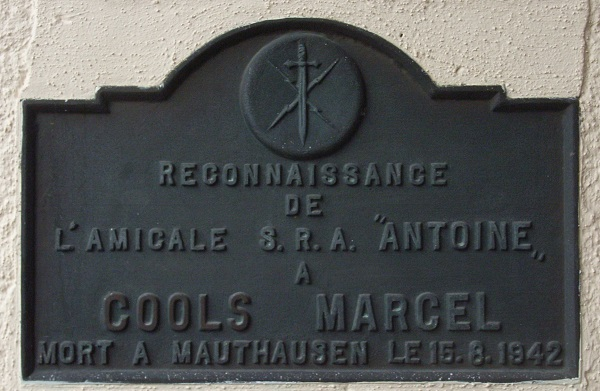 RECONNAISSANCE
DE
L'AMICALE S.R.A. "ANTOINE„
A
COOLS MARCEL
MORT A MAUTHAUSEN LE 15.8.1942